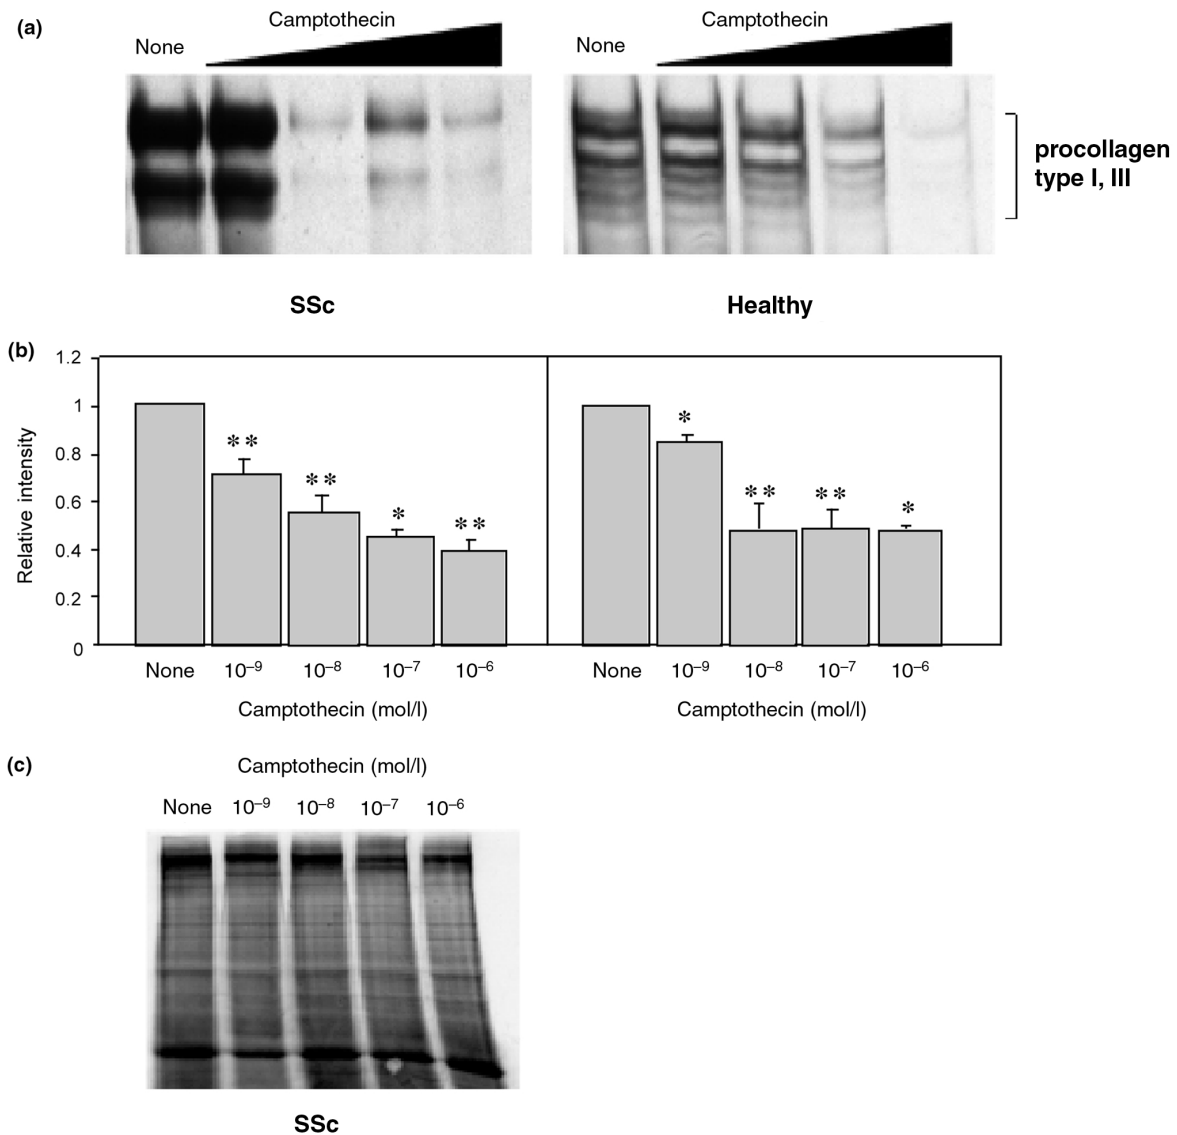 (a)
Camptothecin
None
Camptothecin
None
procollagen
type I, III
SSc
Healthy
(b)
Relative intensity
1.2
1
0.8
0.6
0.4
0.2
0
**
**
*
**
*
**
**
*
None 10⁻⁹ 10⁻⁸ 10⁻⁷ 10⁻⁶
None 10⁻⁹ 10⁻⁸ 10⁻⁷ 10⁻⁶
Camptothecin (mol/l)
Camptothecin (mol/l)
(c)
Camptothecin (mol/l)
None 10⁻⁹ 10⁻⁸ 10⁻⁷ 10⁻⁶
SSc